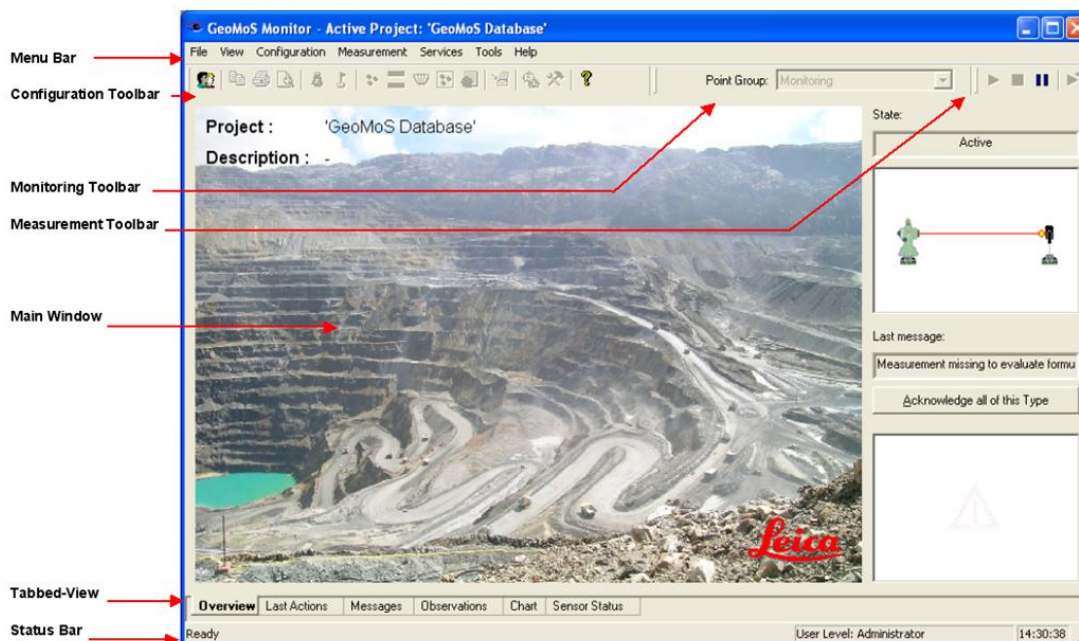 GeoMoS Monitor - Active Project: 'GeoMoS Database'
Menu Bar
File View Configuration Measurement Services Tools Help
Configuration Toolbar
Point Group: Monitoring
Project : 'GeoMoS Database'
Description : -
State:
Active
Monitoring Toolbar
Measurement Toolbar
Main Window
Last message:
Measurement missing to evaluate formu
Acknowledge all of this Type
Leica
Tabbed-View
Overview Last Actions Messages Observations Chart Sensor Status
Status Bar
Ready User Level: Administrator 14:30:38